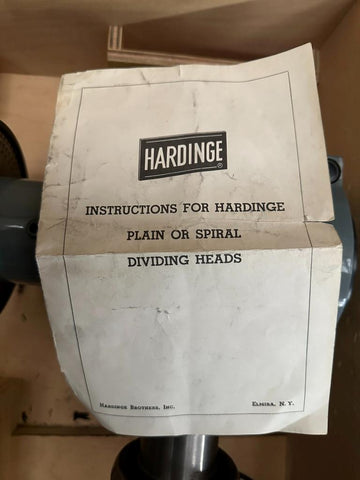 HARDINGE®
INSTRUCTIONS FOR HARDINGE
PLAIN OR SPIRAL
DIVIDING HEADS
HARDINGE BROTHERS, INC. ELMIRA, N. Y.